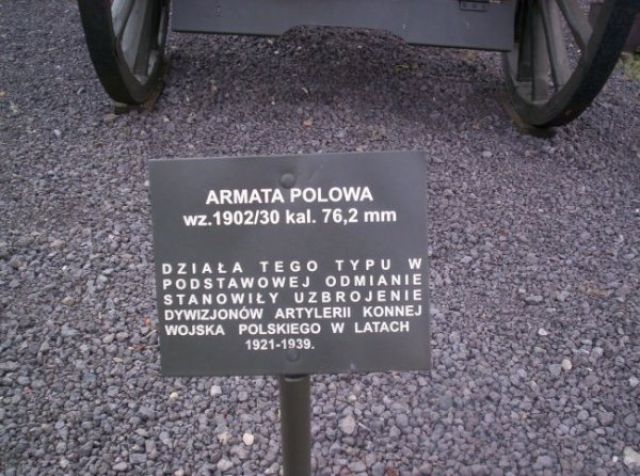 ARMATA POLOWA
wz.1902/30 kal. 76,2 mm
DZIAŁA TEGO TYPU W
PODSTAWOWEJ ODMIANIE
STANOWIŁY UZBROJENIE
DYWIZJONÓW ARTYLERII KONNEJ
WOJSKA POLSKIEGO W LATACH
1921-1939.